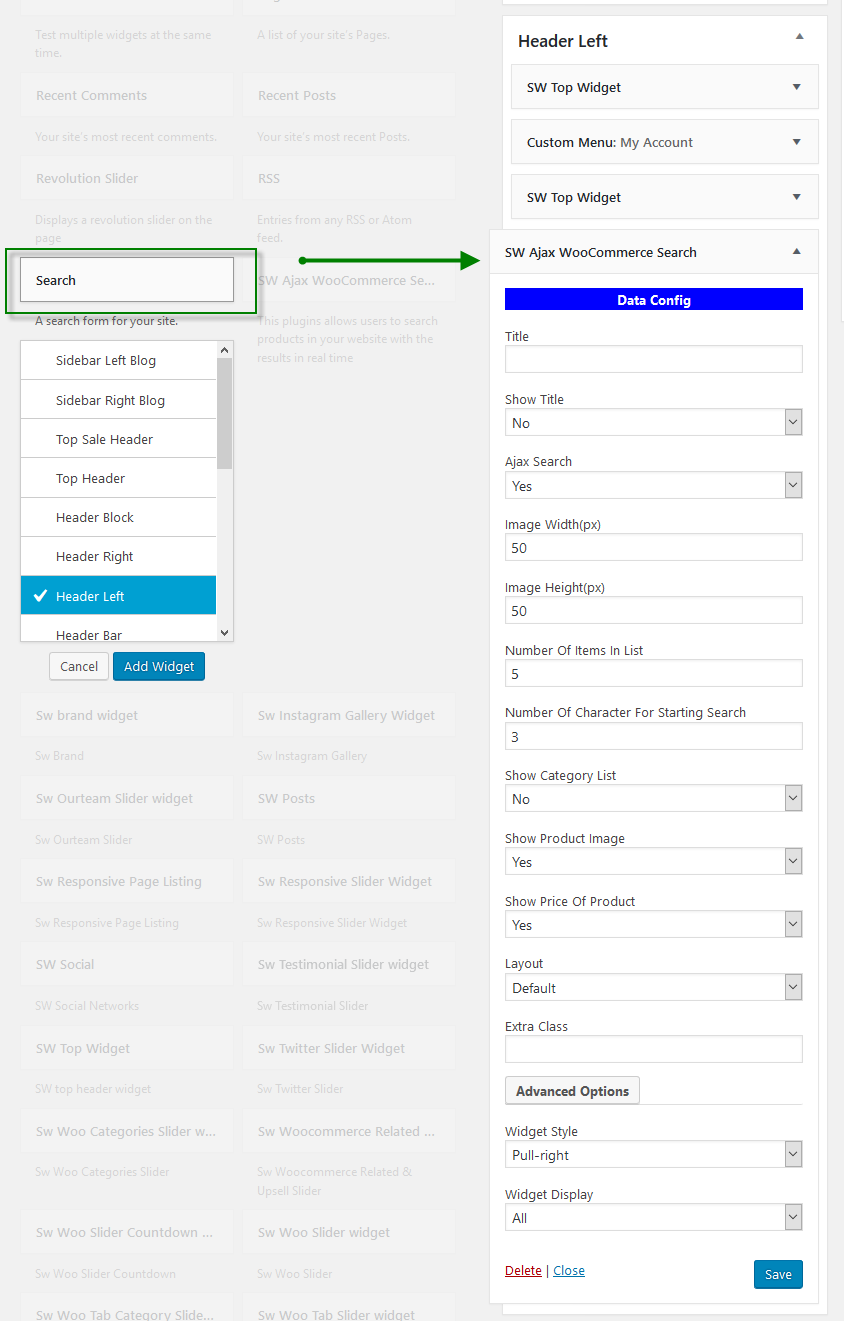 Test multiple widgets at the same
time.
A list of your site's Pages.
Recent Comments
Recent Posts
Your site's most recent comments.
Your site's most recent Posts.
Revolution Slider
RSS
Displays a revolution slider on the
page
Entries from any RSS or Atom
feed.
Search
SW Ajax WooCommerce Se...
A search form for your site.
This plugins allows users to search
products in your website with the
results in real time
Sidebar Left Blog
Sidebar Right Blog
Top Sale Header
Top Header
Header Block
Header Right
Header Left
Header Bar
Cancel
Add Widget
Sw brand widget
Sw Instagram Gallery Widget
Sw Brand
Sw Instagram Gallery
Sw Ourteam Slider widget
SW Posts
Sw Ourteam Slider
SW Posts
Sw Responsive Page Listing
Sw Responsive Slider Widget
Sw Responsive Page Listing
Sw Responsive Slider Widget
SW Social
Sw Testimonial Slider widget
SW Social Networks
Sw Testimonial Slider
SW Top Widget
Sw Twitter Slider Widget
SW top header widget
Sw Twitter Slider
Sw Woo Categories Slider w...
Sw Woocommerce Related ...
Sw Woo Categories Slider
Sw Woocommerce Related &
Upsell Slider
Sw Woo Slider Countdown ...
Sw Woo Slider widget
Sw Woo Slider Countdown
Sw Woo Slider
Sw Woo Tab Category Slide...
Sw Woo Tab Slider widget
Header Left
SW Top Widget
Custom Menu: My Account
SW Top Widget
SW Ajax WooCommerce Search
Data Config
Title
Show Title
No
Ajax Search
Yes
Image Width(px)
50
Image Height(px)
50
Number Of Items In List
5
Number Of Character For Starting Search
3
Show Category List
No
Show Product Image
Yes
Show Price Of Product
Yes
Layout
Default
Extra Class
Advanced Options
Widget Style
Pull-right
Widget Display
All
Delete | Close
Save